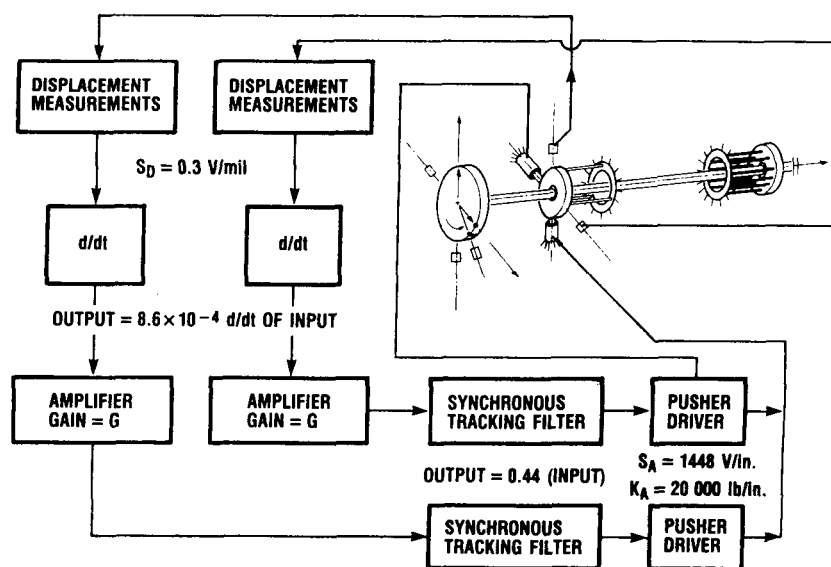 DISPLACEMENT
MEASUREMENTS
DISPLACEMENT
MEASUREMENTS
S_D = 0.3 V/mil
d/dt
d/dt
OUTPUT = 8.6 × 10⁻⁴ d/dt OF INPUT
AMPLIFIER
GAIN = G
AMPLIFIER
GAIN = G
SYNCHRONOUS
TRACKING FILTER
PUSHER
DRIVER
OUTPUT = 0.44 (INPUT)
S_A = 1448 V/in.
K_A = 20 000 lb/in.
SYNCHRONOUS
TRACKING FILTER
PUSHER
DRIVER